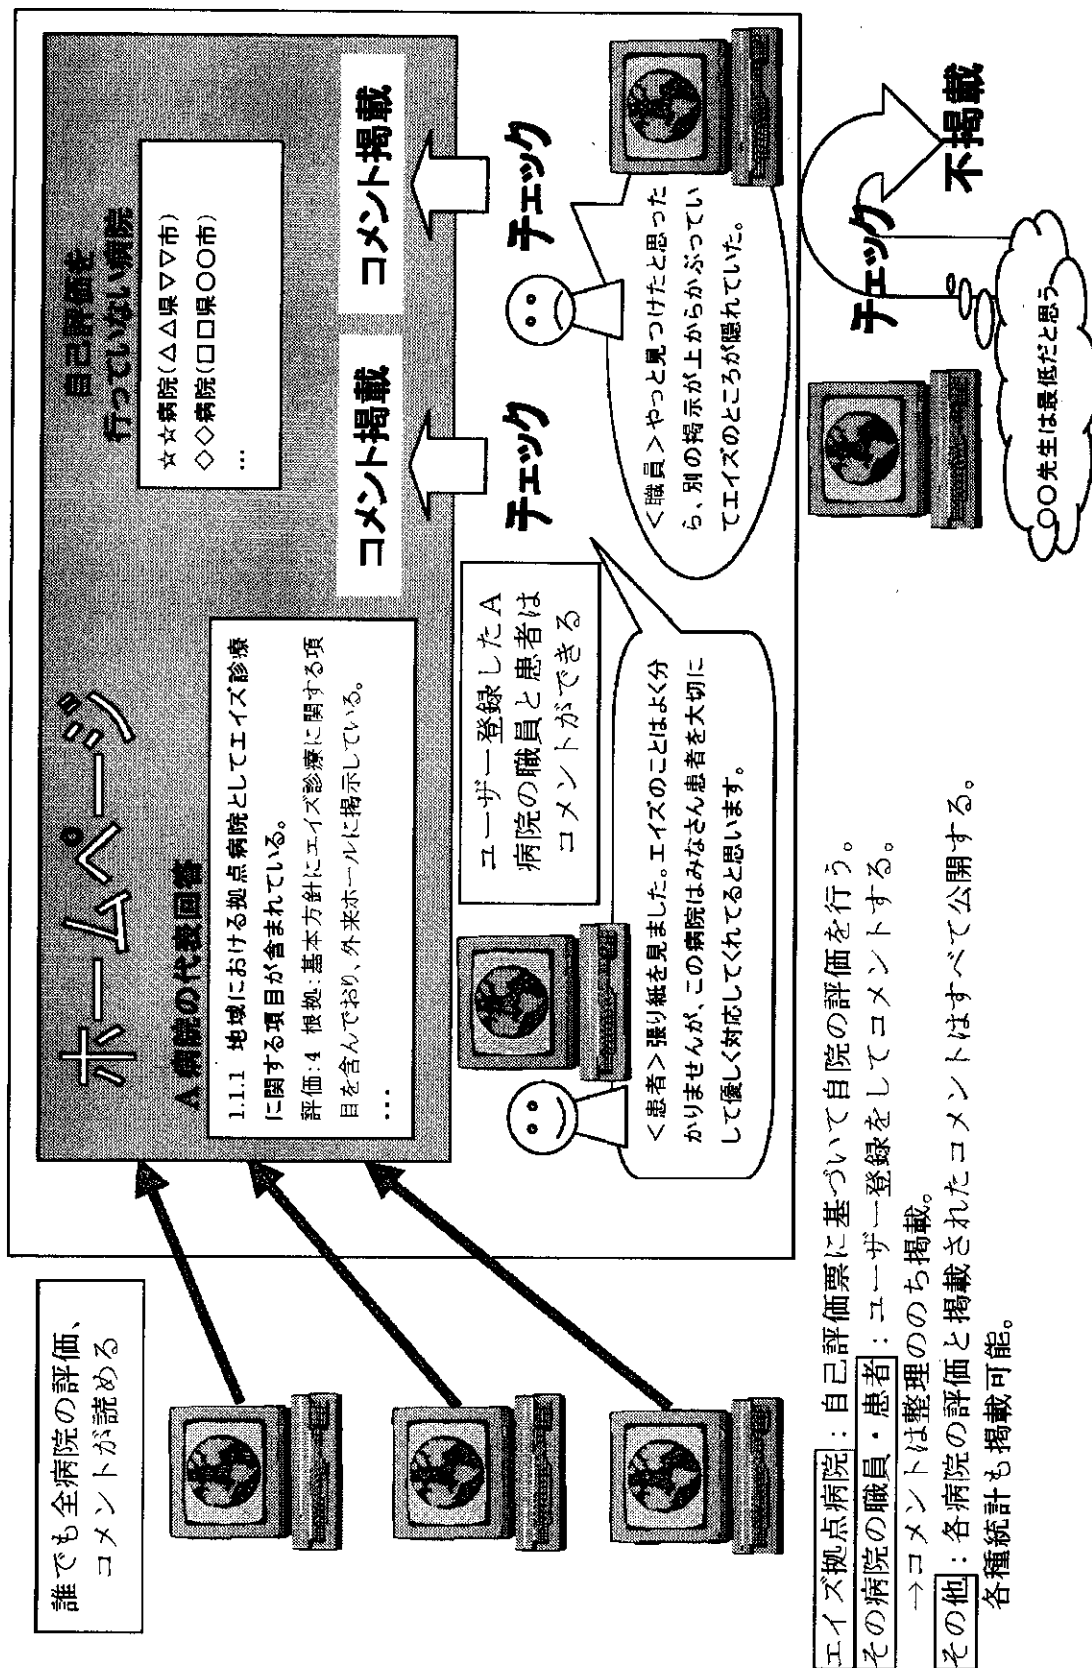 誰でも全病院の評価、
コメントが読める
ホームページ
A病院の代表回答
1.1.1 地域における拠点病院としてエイズ診療
に関する項目が含まれている。
評価:4 根拠:基本方針にエイズ診療に関する項
目を含んでおり、外来ホールに掲示している。
…
自己評価を
行っていない病院
☆☆病院(△△県▽▽市)
◇◇病院(□□県○○市)
…
コメント掲載
コメント掲載
チェック
チェック
ユーザー登録したA
病院の職員と患者は
コメントができる
<患者>張り紙を見ました。エイズのことはよく分
かりませんが、この病院はみなさん患者を大切に
して優しく対応してくれてると思います。
<職員>やっと見つけたと思った
ら、別の掲示が上からかぶってい
てエイズのところが隠れていた。
チェック
不掲載
○○先生は最低だと思う
エイズ拠点病院:自己評価票に基づいて自院の評価を行う。
その病院の職員・患者:ユーザー登録をしてコメントする。
→コメントは整理ののち掲載。
その他:各病院の評価と掲載されたコメントはすべて公開する。
各種統計も掲載可能。